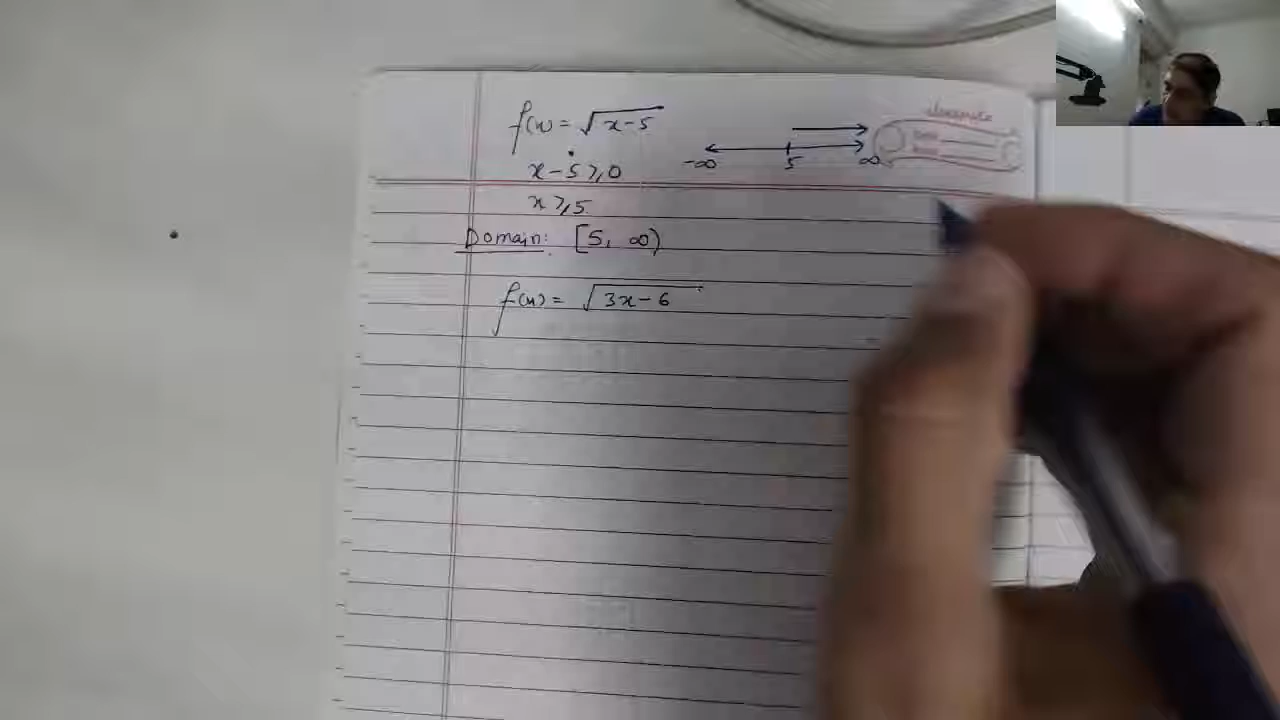 f(x) = √x-5
x-5 ⩾ 0
x ⩾ 5
-∞ 5 ∞
Domain: [5, ∞)
f(x) = √3x-6